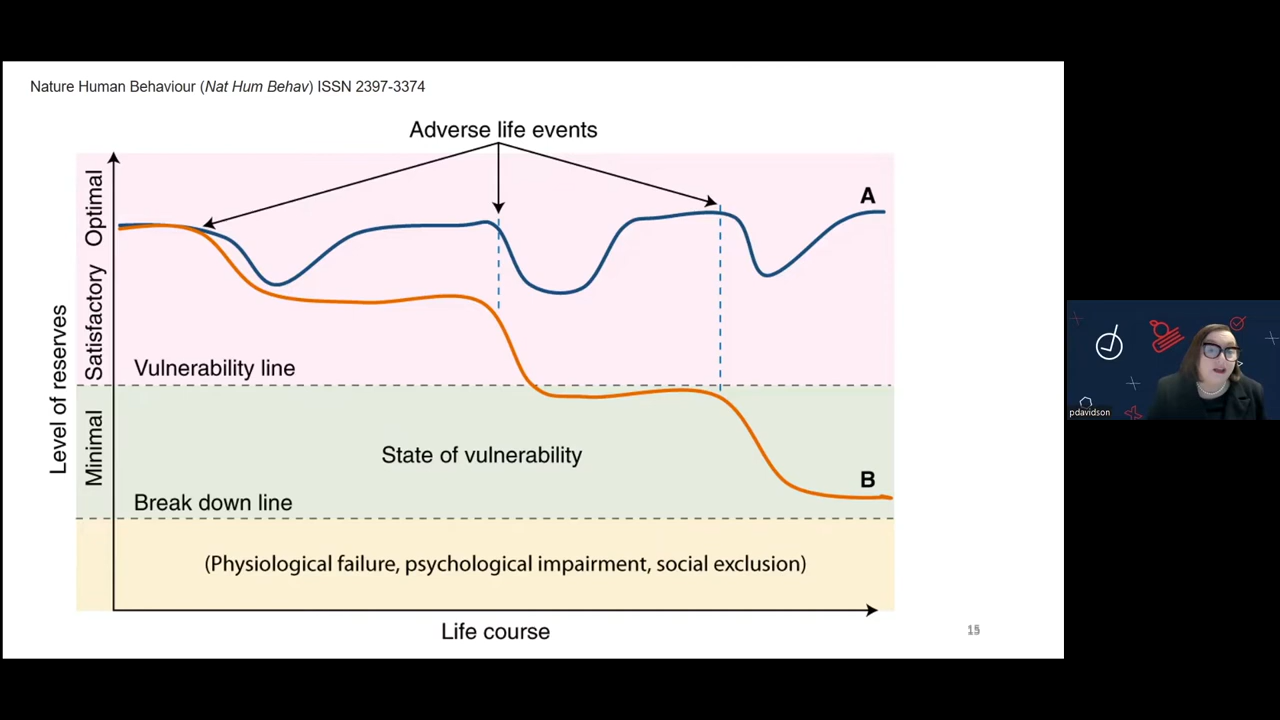 Nature Human Behaviour (Nat Hum Behav) ISSN 2397-3374
Adverse life events
A
Optimal
Satisfactory
Minimal
Level of reserves
Vulnerability line
State of vulnerability
B
Break down line
(Physiological failure, psychological impairment, social exclusion)
Life course
pdavidson